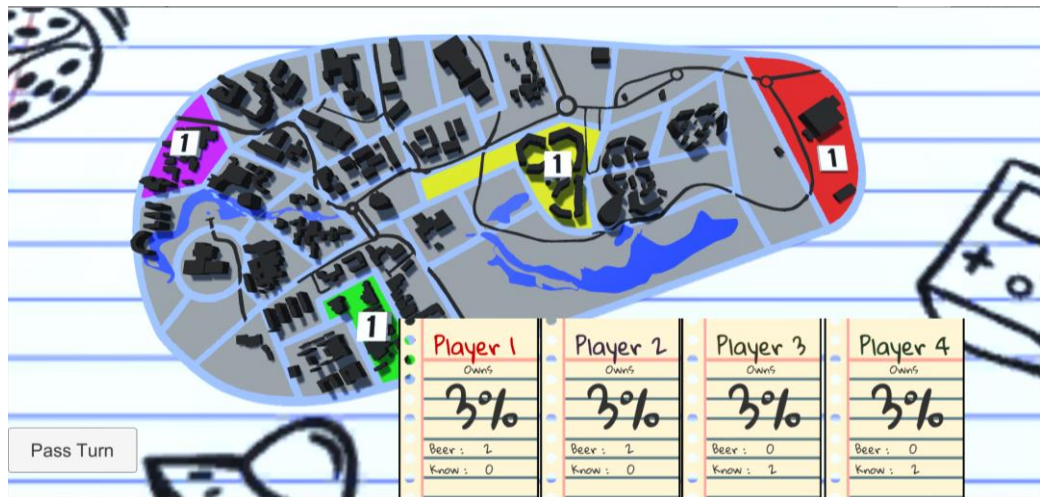 1
1
1
1
Pass Turn
Player 1
Owns
3%
Beer : 2
Know : 0
Player 2
Owns
3%
Beer : 2
Know : 0
Player 3
Owns
3%
Beer : 0
Know : 2
Player 4
Owns
3%
Beer : 0
Know : 2